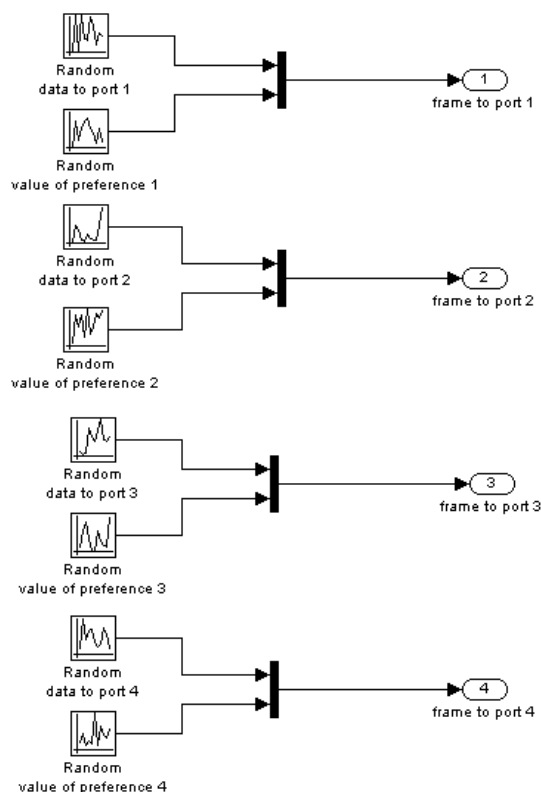 Random
data to port 1
1
frame to port 1
Random
value of preference 1
Random
data to port 2
2
frame to port 2
Random
value of preference 2
Random
data to port 3
3
frame to port 3
Random
value of preference 3
Random
data to port 4
4
frame to port 4
Random
value of preference 4